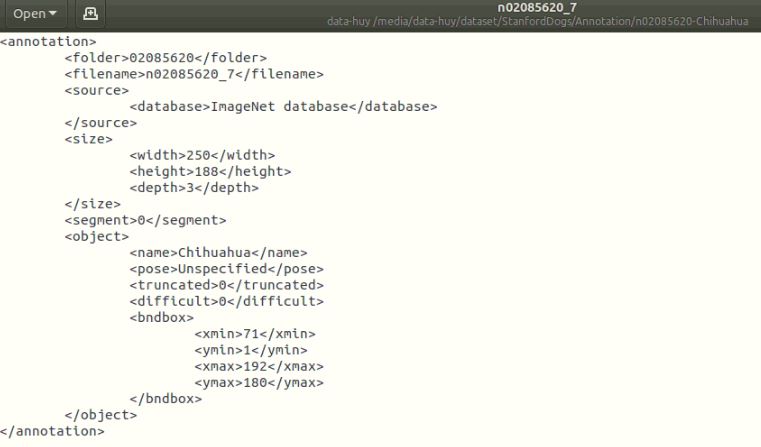 n02085620_7
Open
data-huy /media/data-huy/dataset/StanfordDogs/Annotation/n02085620-Chihuahua
<annotation>
<folder>02085620</folder>
<filename>n02085620_7</filename>
<source>
<database>ImageNet database</database>
</source>
<size>
<width>250</width>
<height>188</height>
<depth>3</depth>
</size>
<segment>0</segment>
<object>
<name>Chihuahua</name>
<pose>Unspecified</pose>
<truncated>0</truncated>
<difficult>0</difficult>
<bndbox>
<xmin>71</xmin>
<ymin>1</ymin>
<xmax>192</xmax>
<ymax>180</ymax>
</bndbox>
</object>
</annotation>